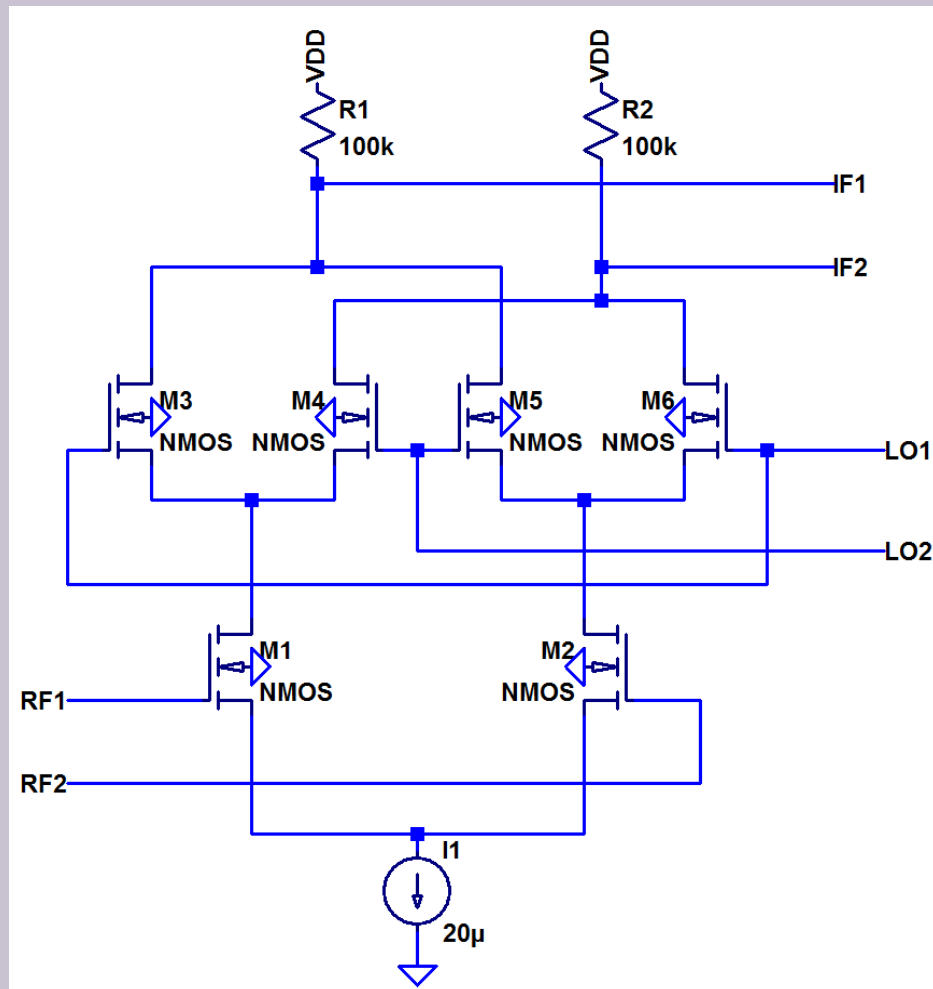 VDD
VDD
R1
R2
100k
100k
IF1
IF2
M3
M4
M5
M6
NMOS
NMOS
NMOS
NMOS
LO1
LO2
M1
M2
NMOS
NMOS
RF1
RF2
I1
20µ